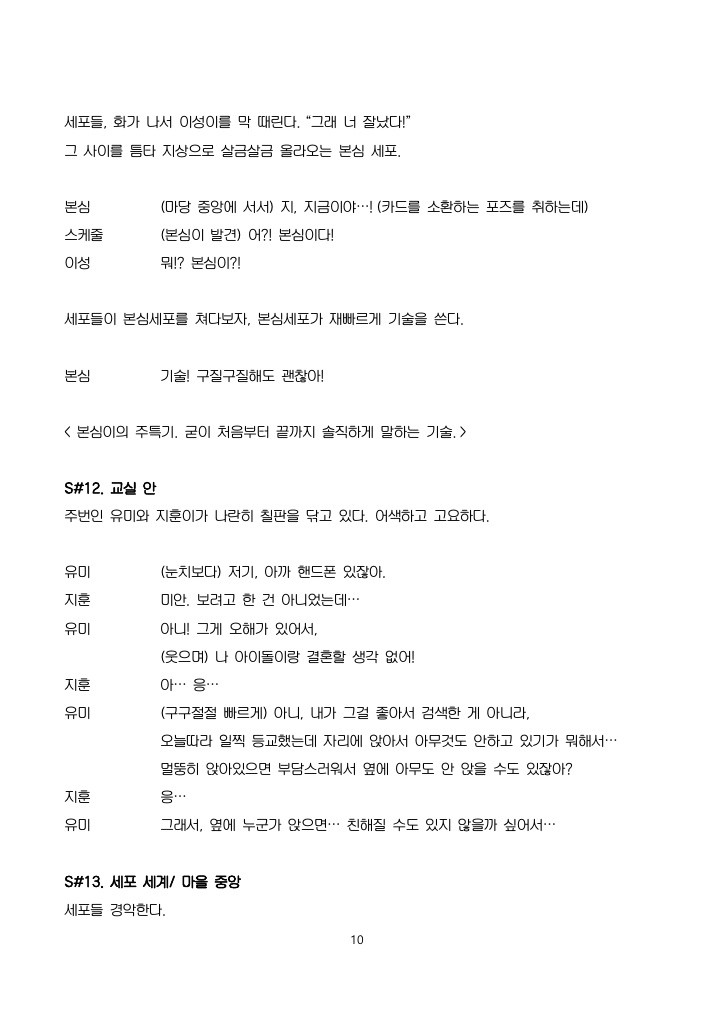 세포들, 화가 나서 이성이를 막 때린다. “그래 너 잘났다!”
그 사이를 틈타 지상으로 살금살금 올라오는 본심 세포.
본심 (마당 중앙에 서서) 지, 지금이야…! (카드를 소환하는 포즈를 취하는데)
스케줄 (본심이 발견) 어?! 본심이다!
이성 뭐!? 본심이?!
세포들이 본심세포를 쳐다보자, 본심세포가 재빠르게 기술을 쓴다.
본심 기술! 구질구질해도 괜찮아!
< 본심이의 주특기. 굳이 처음부터 끝까지 솔직하게 말하는 기술. >
S#12. 교실 안
주번인 유미와 지훈이가 나란히 칠판을 닦고 있다. 어색하고 고요하다.
유미 (눈치보다) 저기, 아까 핸드폰 있잖아.
지훈 미안. 보려고 한 건 아니었는데…
유미 아니! 그게 오해가 있어서,
(웃으며) 나 아이돌이랑 결혼할 생각 없어!
지훈 아… 응…
유미 (구구절절 빠르게) 아니, 내가 그걸 좋아서 검색한 게 아니라,
오늘따라 일찍 등교했는데 자리에 앉아서 아무것도 안하고 있기가 뭐해서…
멀뚱히 앉아있으면 부담스러워서 옆에 아무도 안 앉을 수도 있잖아?
지훈 응…
유미 그래서, 옆에 누군가 앉으면… 친해질 수도 있지 않을까 싶어서…
S#13. 세포 세계/ 마을 중앙
세포들 경악한다.
10